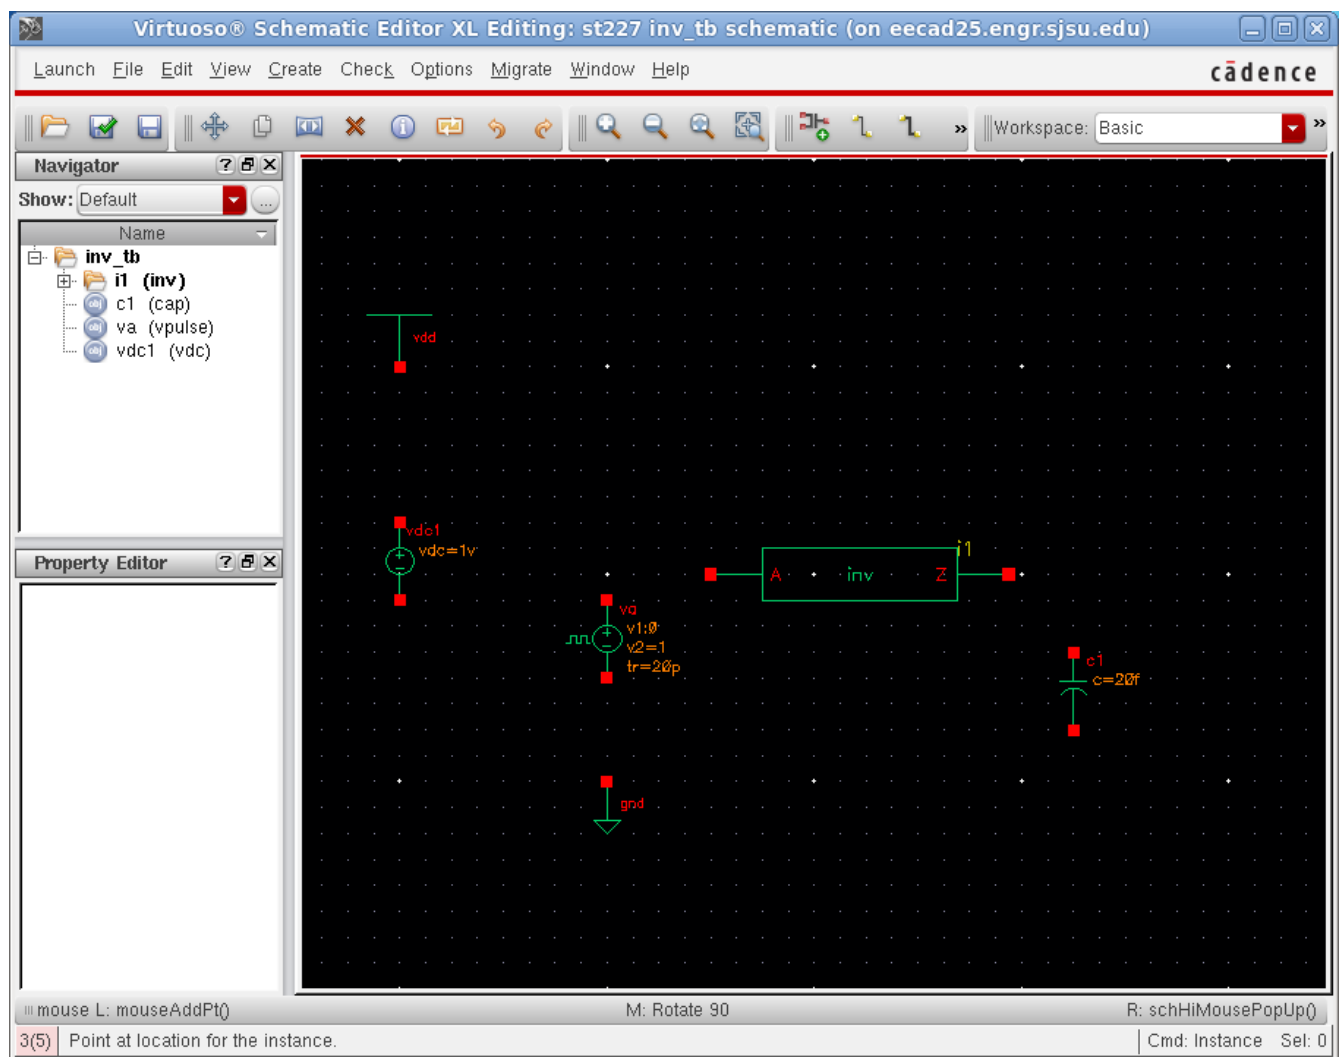 Virtuoso® Schematic Editor XL Editing: st227 inv_tb schematic (on eecad25.engr.sjsu.edu)
Launch File Edit View Create Check Options Migrate Window Help
cādence
» Workspace: Basic »
Navigator
Show: Default ...
Name
inv_tb
i1 (inv)
c1 (cap)
va (vpulse)
vdc1 (vdc)
Property Editor
vdd
vdc1
vdc=1v
i1
A inv Z
va
v1:0
v2=1
tr=20p
c1
c=20f
gnd
mouse L: mouseAddPt() M: Rotate 90 R: schHiMousePopUp()
3(5) Point at location for the instance. Cmd: Instance Sel: 0